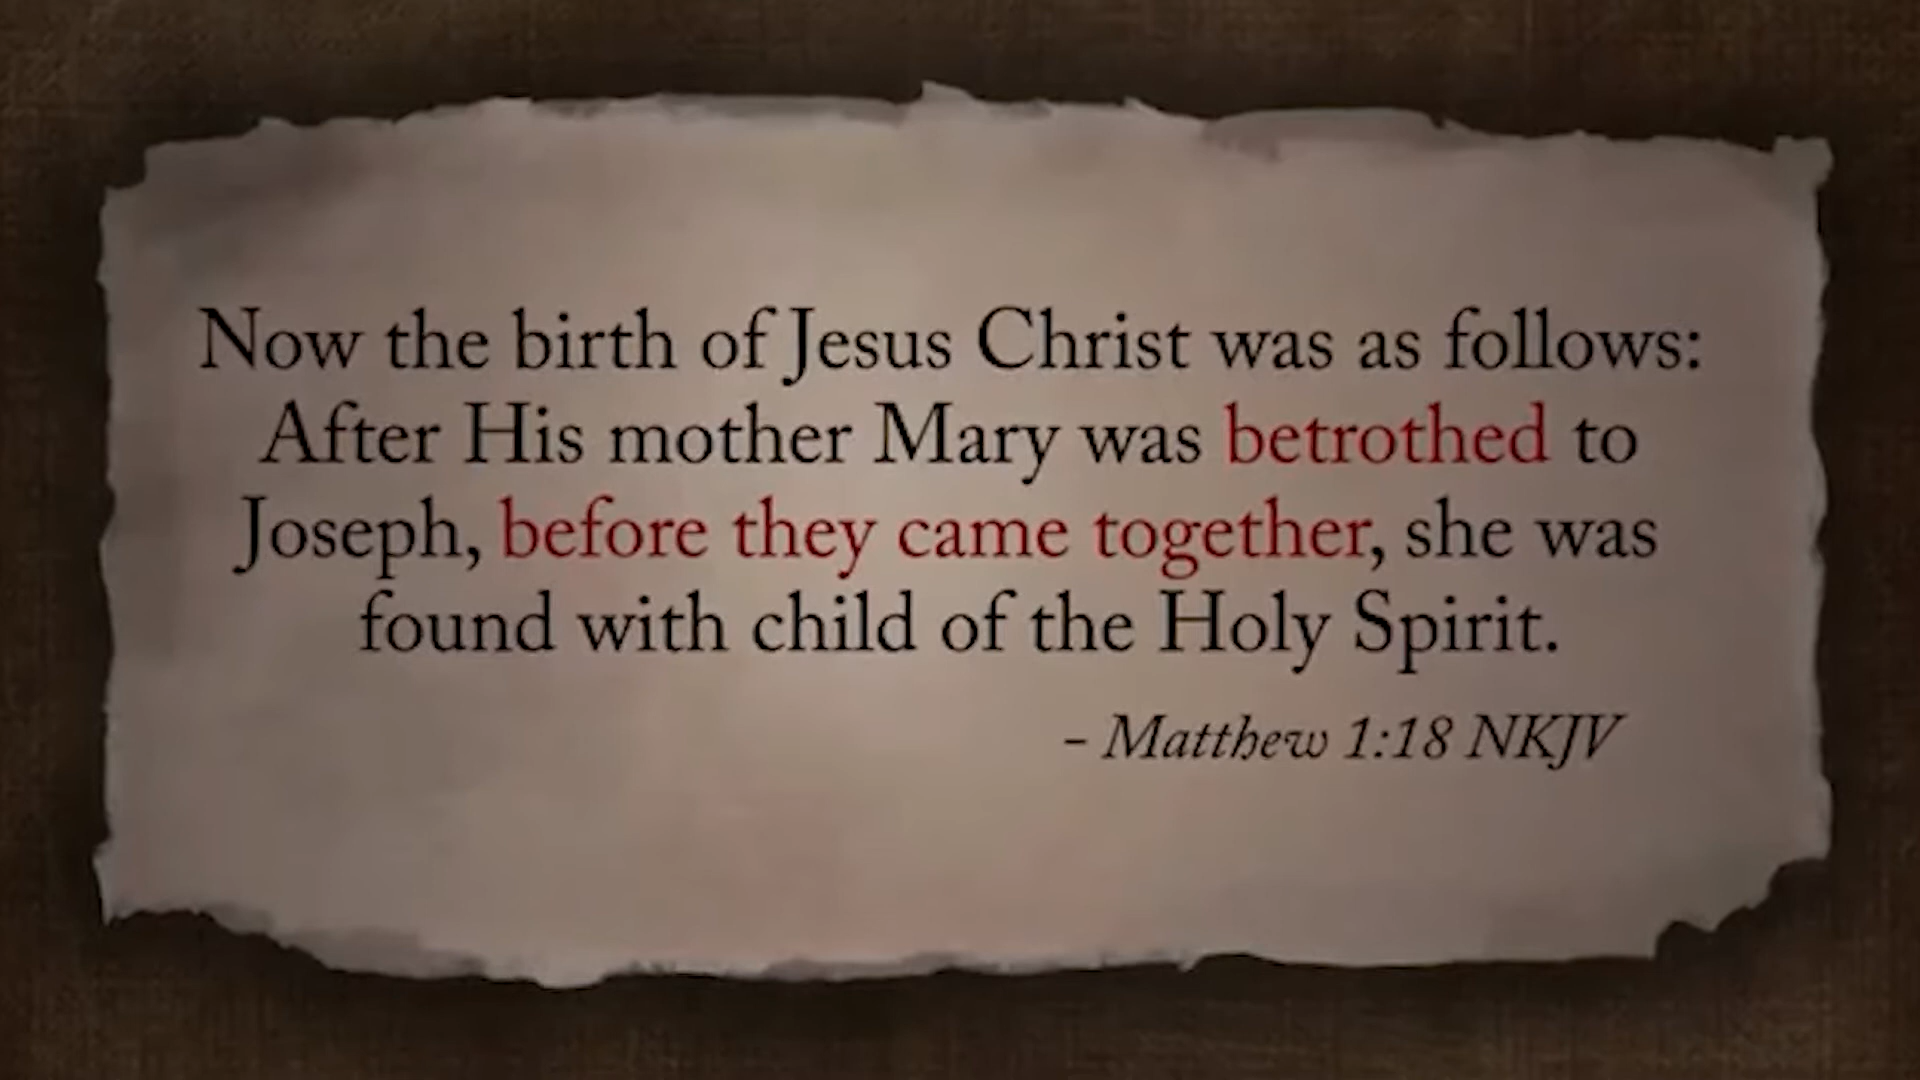 Now the birth of Jesus Christ was as follows:
After His mother Mary was betrothed to
Joseph, before they came together, she was
found with child of the Holy Spirit.
- Matthew 1:18 NKJV